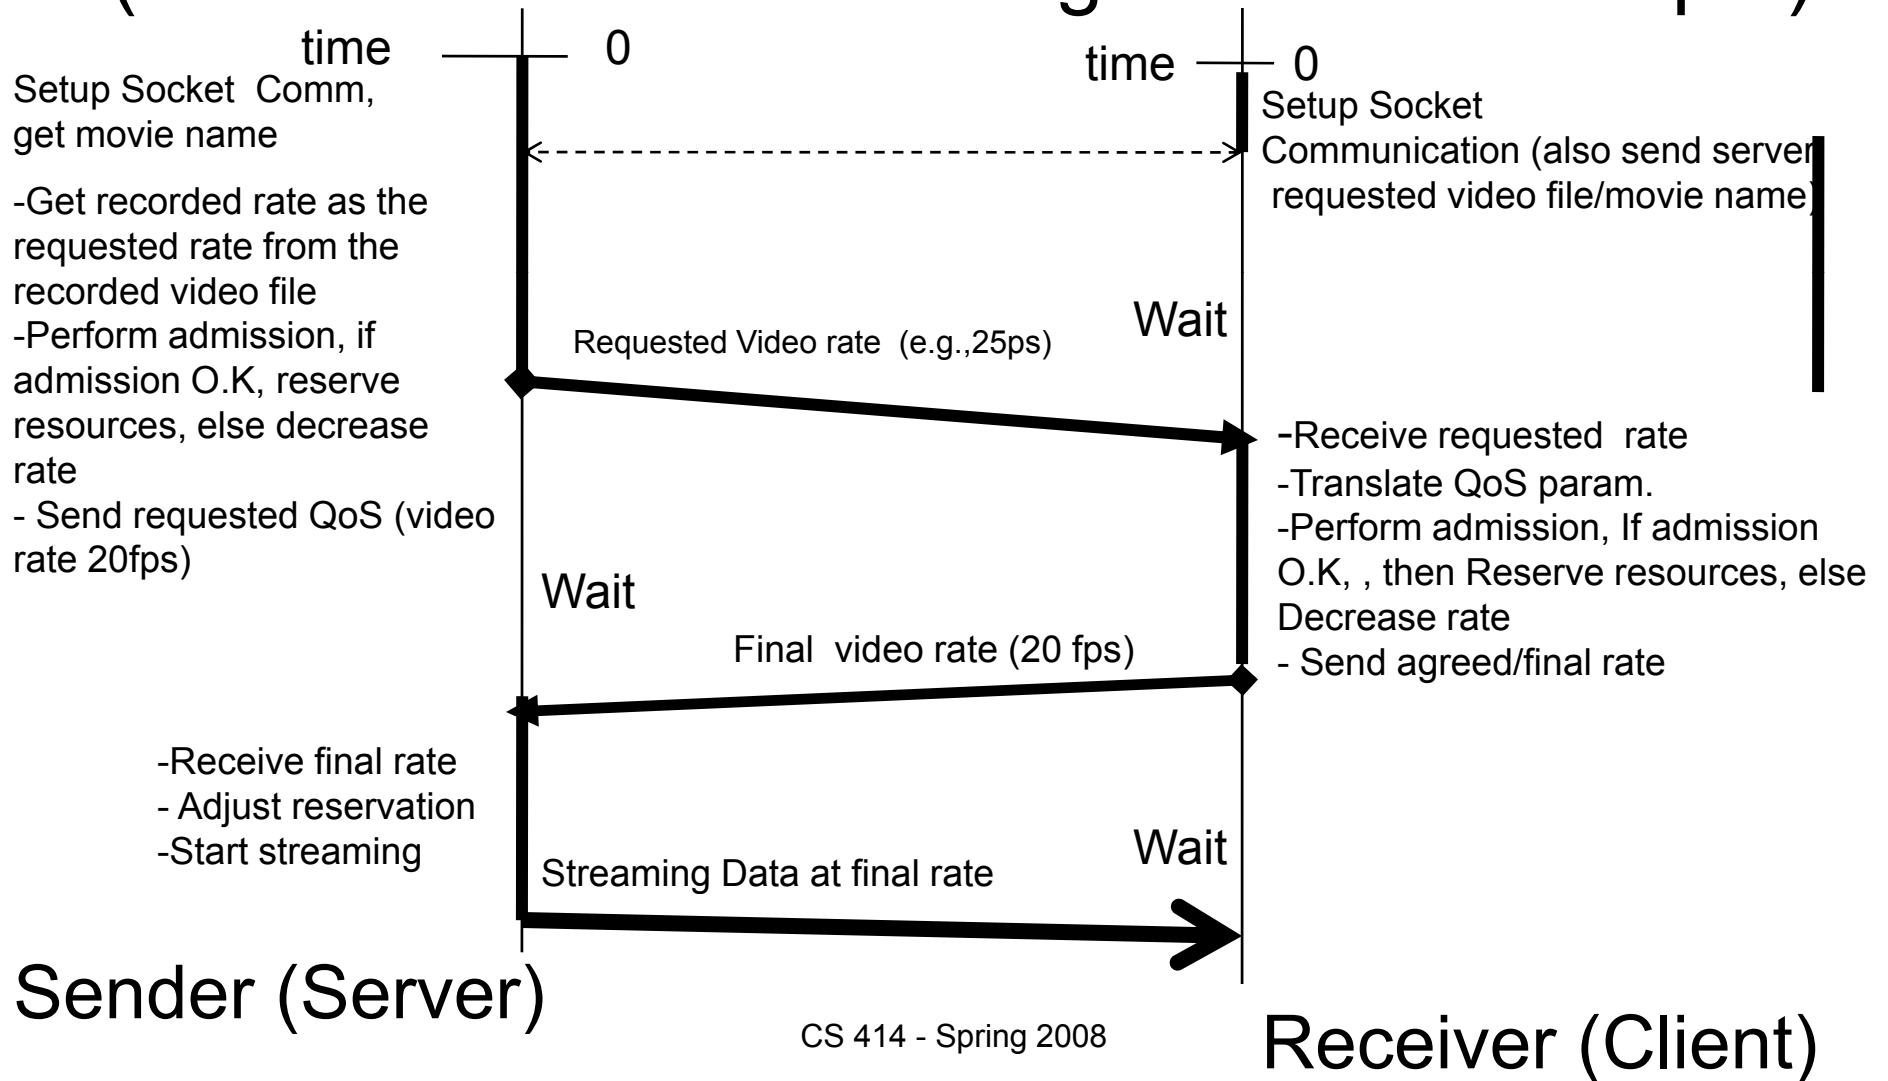 time
0
time
0
Setup Socket Comm,
get movie name
Setup Socket
Communication (also send server
requested video file/movie name)
-Get recorded rate as the
requested rate from the
recorded video file
-Perform admission, if
admission O.K, reserve
resources, else decrease
rate
- Send requested QoS (video
rate 20fps)
Requested Video rate (e.g.,25ps)
Wait
-Receive requested rate
-Translate QoS param.
-Perform admission, If admission
O.K, , then Reserve resources, else
Decrease rate
- Send agreed/final rate
Wait
Final video rate (20 fps)
-Receive final rate
- Adjust reservation
-Start streaming
Wait
Streaming Data at final rate
Sender (Server)
CS 414 - Spring 2008
Receiver (Client)